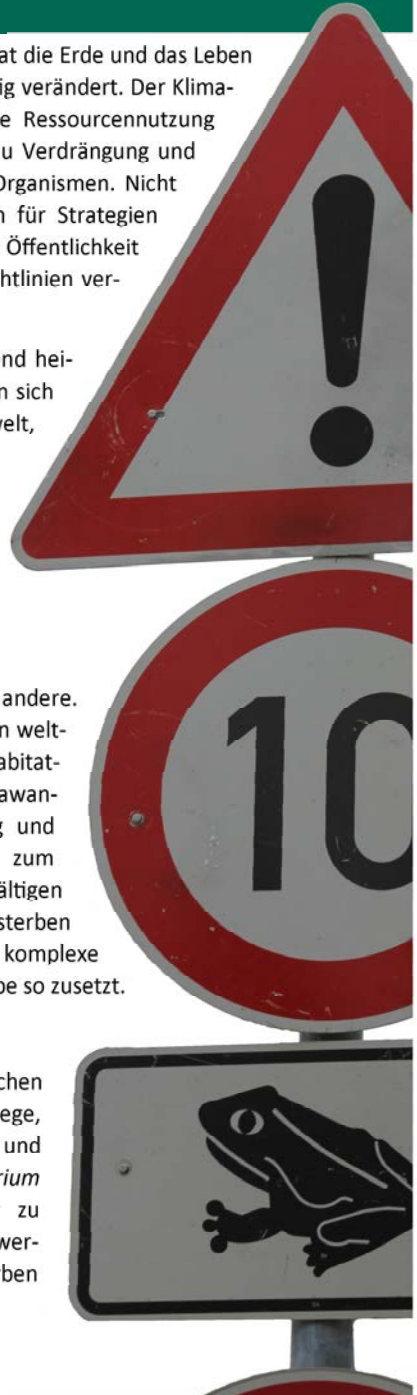 at die Erde und das Leben
ig verändert. Der Klima-
e Ressourcennutzung
u Verdrängung und
Organismen. Nicht
n für Strategien
Öffentlichkeit
htlinien ver-
nd hei-
n sich
velt,
andere.
n welt-
abitat-
awan-
g und
zum
ältigen
sterben
komplexe
be so zusetzt.
chen
ege,
und
rium
zu
wer-
rben
!
10